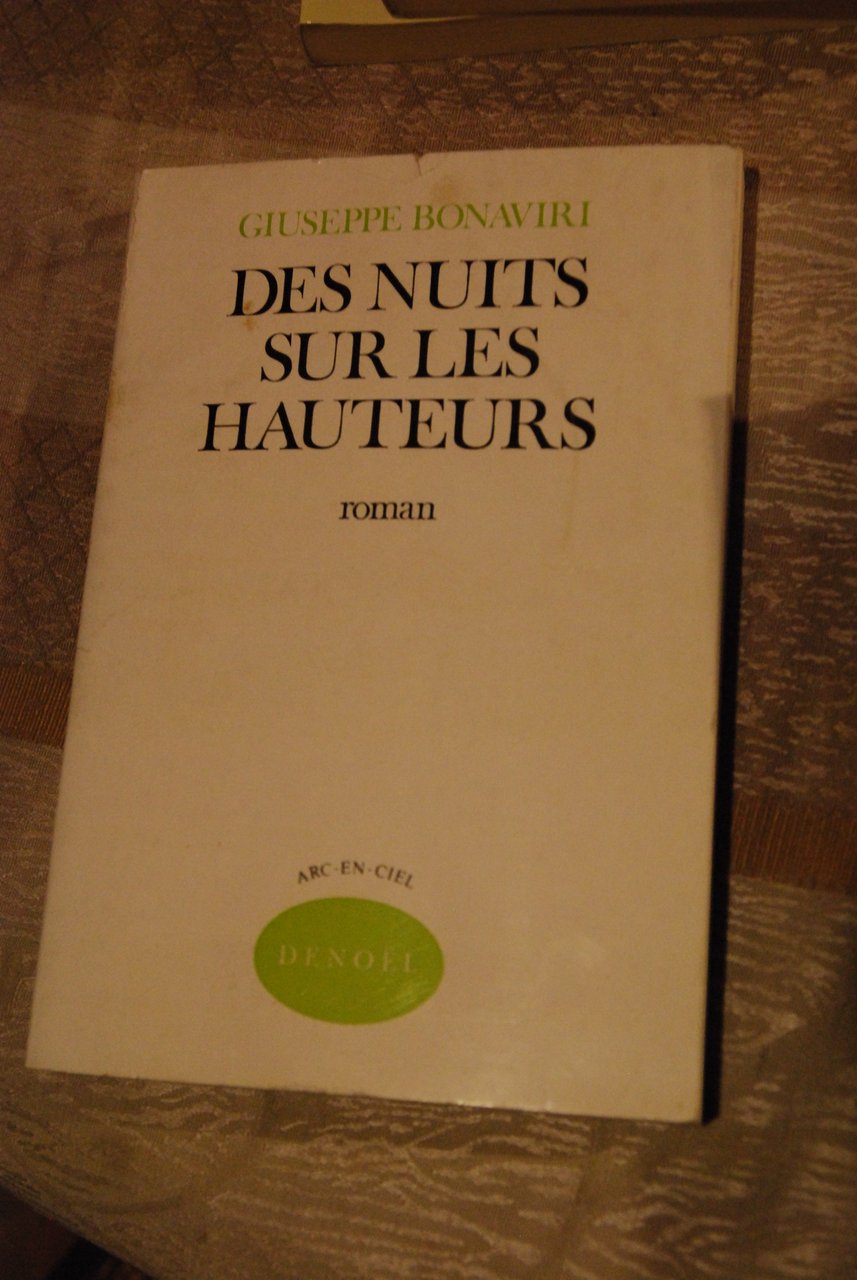 GIUSEPPE BONAVIRI
DES NUITS
SUR LES
HAUTEURS
roman
ARC-EN-CIEL
DENOËL